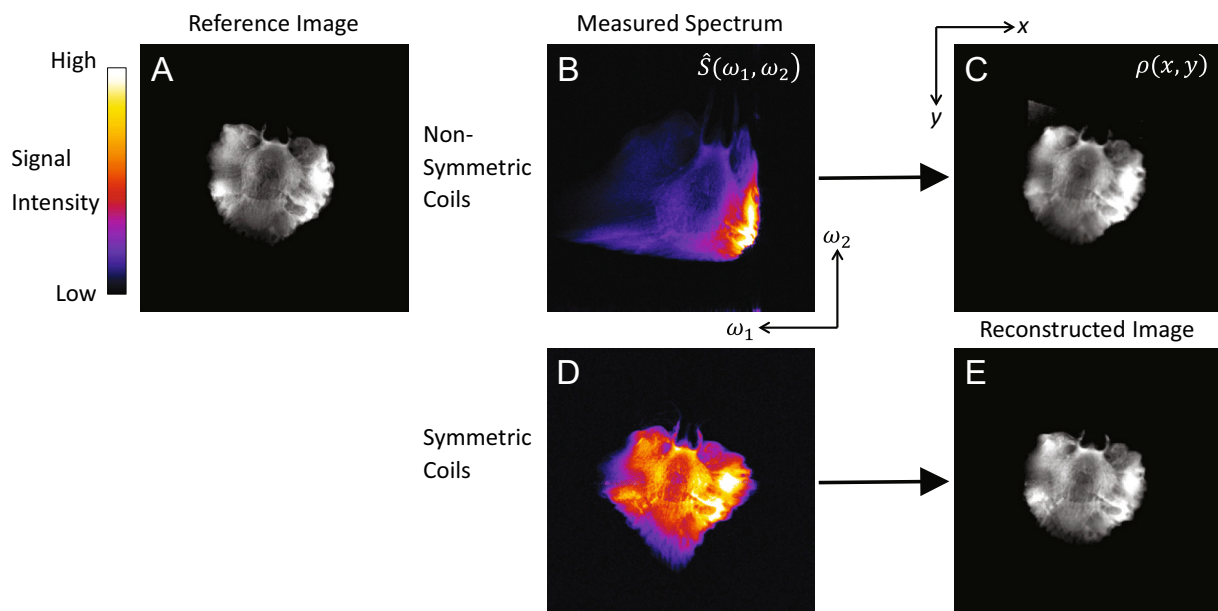 Reference Image
Measured Spectrum
High
Signal
Intensity
Low
A
Non-
Symmetric
Coils
B
Ŝ(ω₁, ω₂)
x
y
C
ρ(x, y)
ω₂
ω₁
Reconstructed Image
Symmetric
Coils
D
E